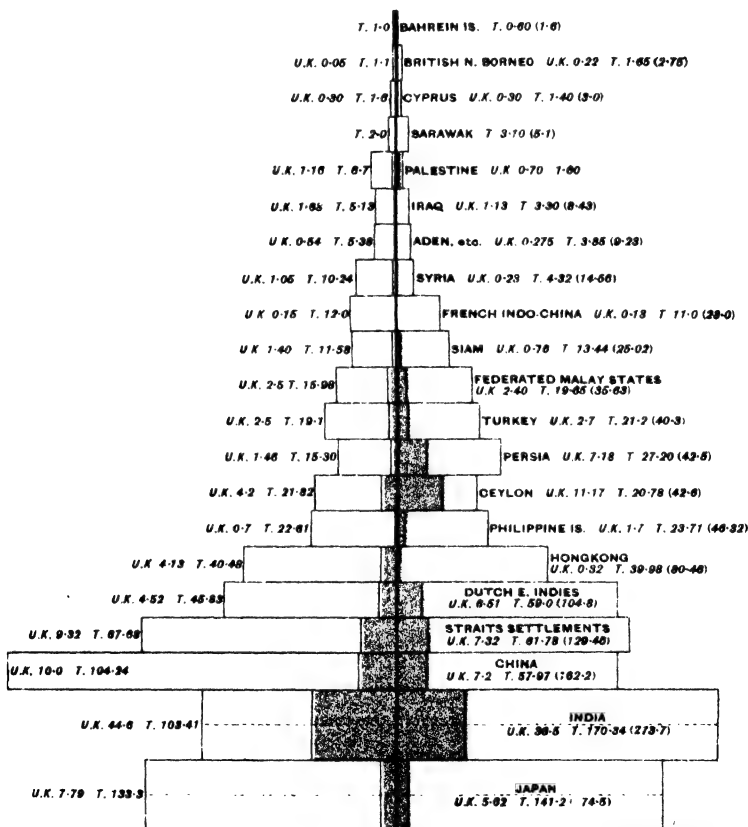 T. 1·0 BAHREIN IS. T. 0·60 (1·6)
U.K. 0·05 T. 1·1 BRITISH N. BORNEO U.K. 0·22 T. 1·65 (2·75)
U.K. 0·30 T. 1·6 CYPRUS U.K. 0·30 T. 1·40 (3·0)
T. 2·0 SARAWAK T 3·10 (5·1)
U.K. 1·16 T. 6·7 PALESTINE U.K 0·70 1·60
U.K. 1·68 T. 5·13 IRAQ U.K. 1·13 T 3·30 (8·43)
U.K. 0·54 T. 5·38 ADEN, etc. U.K. 0·275 T. 3·85 (9·23)
U.K. 1·05 T. 10·24 SYRIA U.K. 0·23 T. 4·32 (14·56)
U K 0·15 T. 12·0 FRENCH INDO-CHINA U.K. 0·13 T 11·0 (23·0)
U K 1·40 T. 11·58 SIAM U.K. 0·76 T 13·44 (25·02)
U.K. 2·5 T. 15·98 FEDERATED MALAY STATES
U.K 2·40 T. 19·65 (35·63)
U.K. 2·5 T. 19·1 TURKEY U.K. 2·7 T. 21·2 (40·3)
U.K. 1·46 T. 15·30 PERSIA U.K. 7·18 T 27·20 (42·5)
U.K. 4·2 T. 21·82 CEYLON U.K. 11·17 T. 20·78 (42·6)
U.K. 0·7 T. 22·61 PHILIPPINE IS. U.K. 1·7 T. 23·71 (46·32)
U.K 4·13 T. 40·48 HONGKONG
U.K 0·32 T. 39·98 (80·46)
U.K. 4·52 T. 45·83 DUTCH E. INDIES
U.K. 6·51 T. 59·0 (104·8)
U.K. 9·32 T. 67·68 STRAITS SETTLEMENTS
U.K. 7·32 T. 61·78 (129·46)
U.K. 10·0 T. 104·24 CHINA
U.K. 7·2 T. 57·97 (162·2)
U.K. 44·6 T. 103·41 INDIA
U.K. 36·5 T. 170·34 (273·7)
U.K. 7·79 T. 133·3 JAPAN
U.K. 5·62 T. 141·2 ( 74·5)